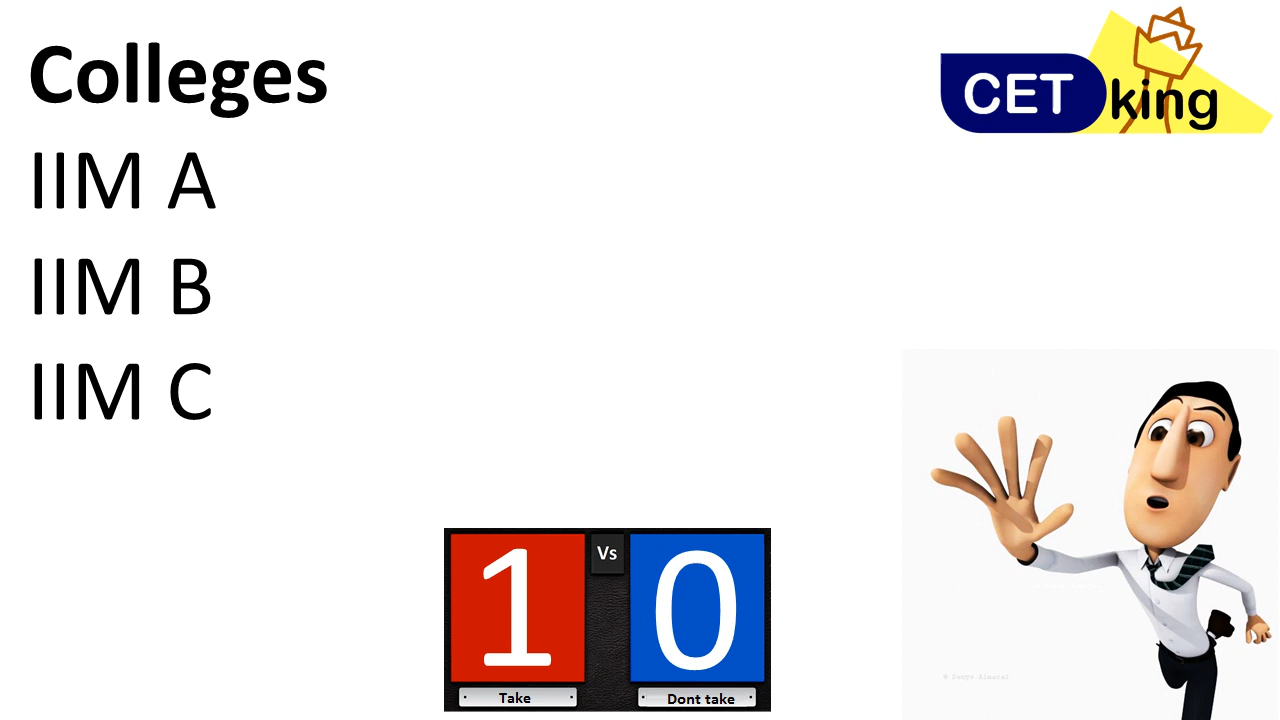 Colleges
CET king
IIM A
IIM B
IIM C
1 Vs 0
Take Dont take